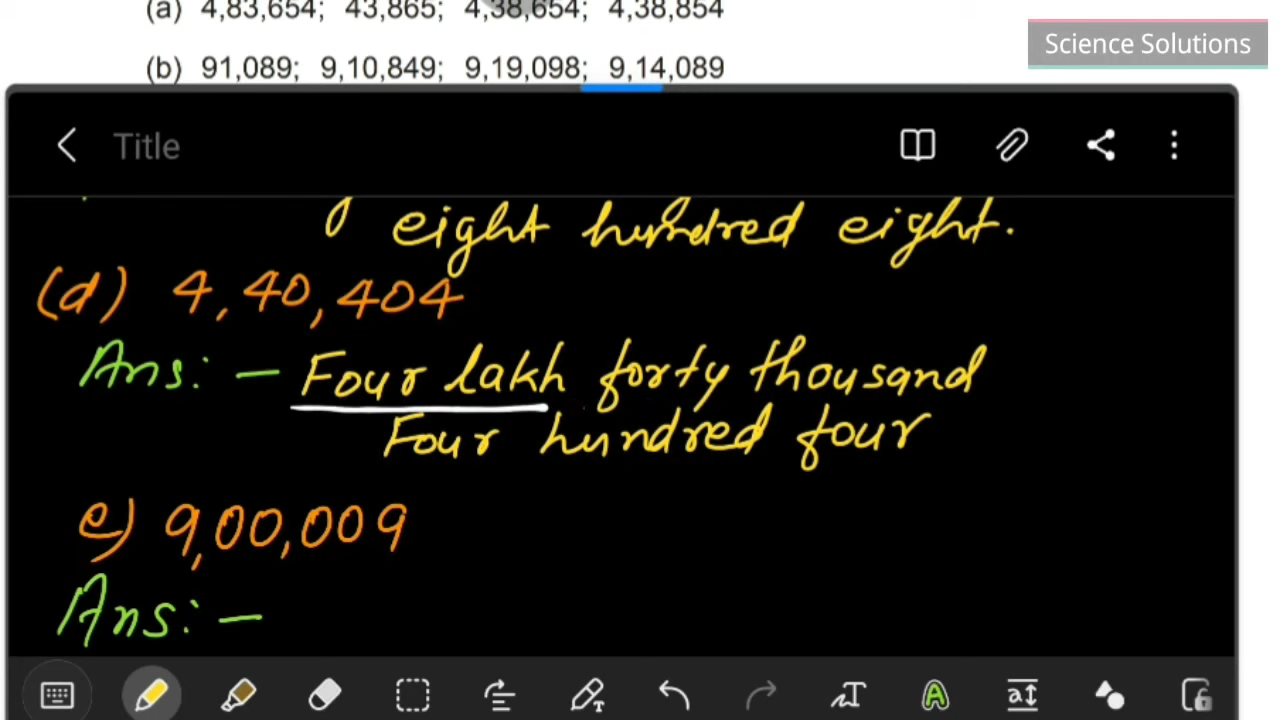 (a) 4,83,654; 43,865; 4,38,654; 4,38,854
Science Solutions
(b) 91,089; 9,10,849; 9,19,098; 9,14,089
Title
eight hundred eight.
(d) 4,40,404
Ans:- Four lakh forty thousand
Four hundred four
e) 9,00,009
Ans:-